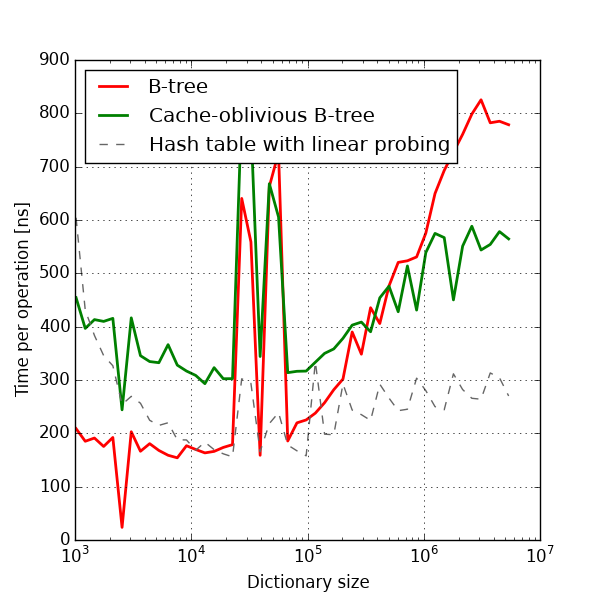 B-tree
Cache-oblivious B-tree
Hash table with linear probing
Time per operation [ns]
900
800
700
600
500
400
300
200
100
0
10³ 10⁴ 10⁵ 10⁶ 10⁷
Dictionary size